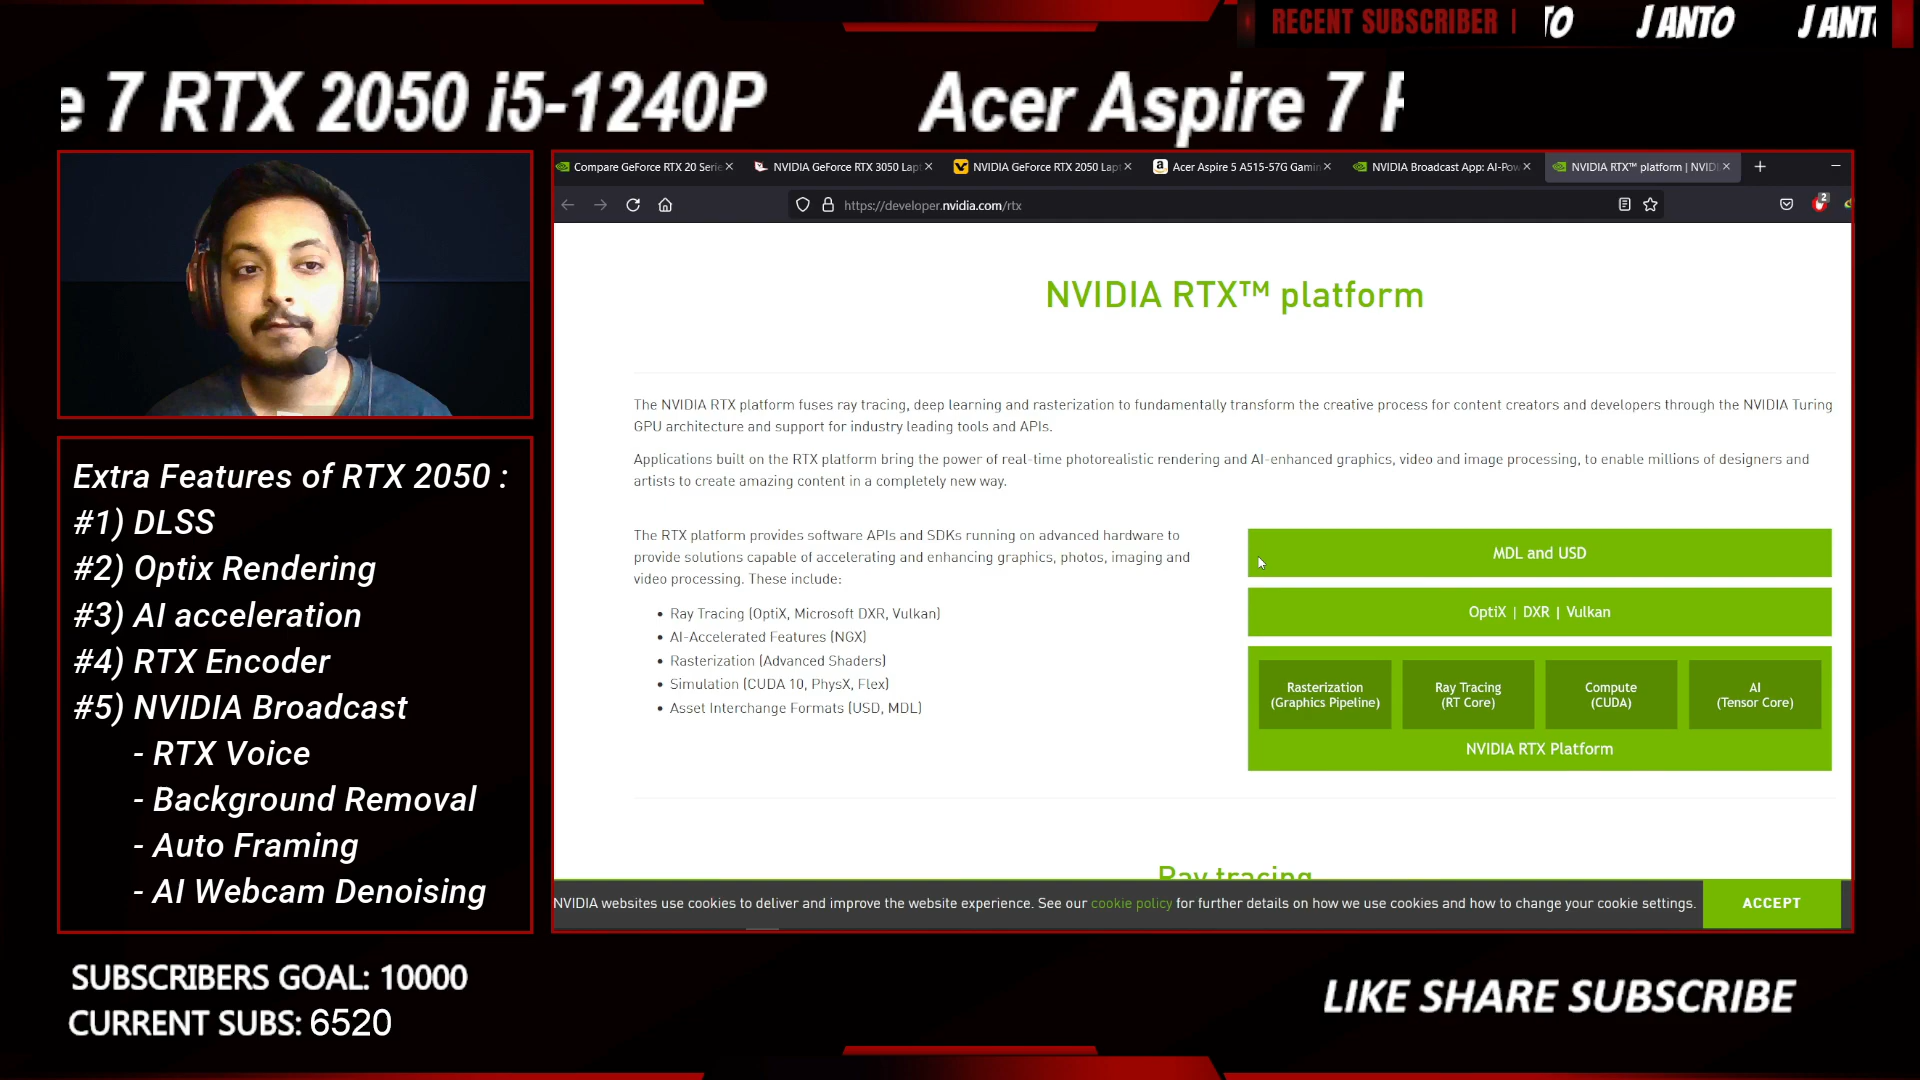 RECENT SUBSCRIBER | TO J ANTO J ANT
e 7 RTX 2050 i5-1240P Acer Aspire 7
Compare GeForce RTX 20 Serie NVIDIA GeForce RTX 3050 Lapt NVIDIA GeForce RTX 2050 Lapt Acer Aspire 5 A515-57G Gamin NVIDIA Broadcast App: AI-Pow NVIDIA RTX™ platform | NVIDI
https://developer.nvidia.com/rtx
2
NVIDIA RTX™ platform
The NVIDIA RTX platform fuses ray tracing, deep learning and rasterization to fundamentally transform the creative process for content creators and developers through the NVIDIA Turing
GPU architecture and support for industry leading tools and APIs.
Applications built on the RTX platform bring the power of real-time photorealistic rendering and AI-enhanced graphics, video and image processing, to enable millions of designers and
artists to create amazing content in a completely new way.
The RTX platform provides software APIs and SDKs running on advanced hardware to
provide solutions capable of accelerating and enhancing graphics, photos, imaging and
video processing. These include:
• Ray Tracing (OptiX, Microsoft DXR, Vulkan)
• AI-Accelerated Features (NGX)
• Rasterization (Advanced Shaders)
• Simulation (CUDA 10, PhysX, Flex)
• Asset Interchange Formats (USD, MDL)
MDL and USD
OptiX | DXR | Vulkan
Rasterization
(Graphics Pipeline)
Ray Tracing
(RT Core)
Compute
(CUDA)
AI
(Tensor Core)
NVIDIA RTX Platform
Ray tracing
NVIDIA websites use cookies to deliver and improve the website experience. See our cookie policy for further details on how we use cookies and how to change your cookie settings.
ACCEPT
Extra Features of RTX 2050 :
#1) DLSS
#2) Optix Rendering
#3) AI acceleration
#4) RTX Encoder
#5) NVIDIA Broadcast
- RTX Voice
- Background Removal
- Auto Framing
- AI Webcam Denoising
SUBSCRIBERS GOAL: 10000
CURRENT SUBS: 6520
LIKE SHARE SUBSCRIBE